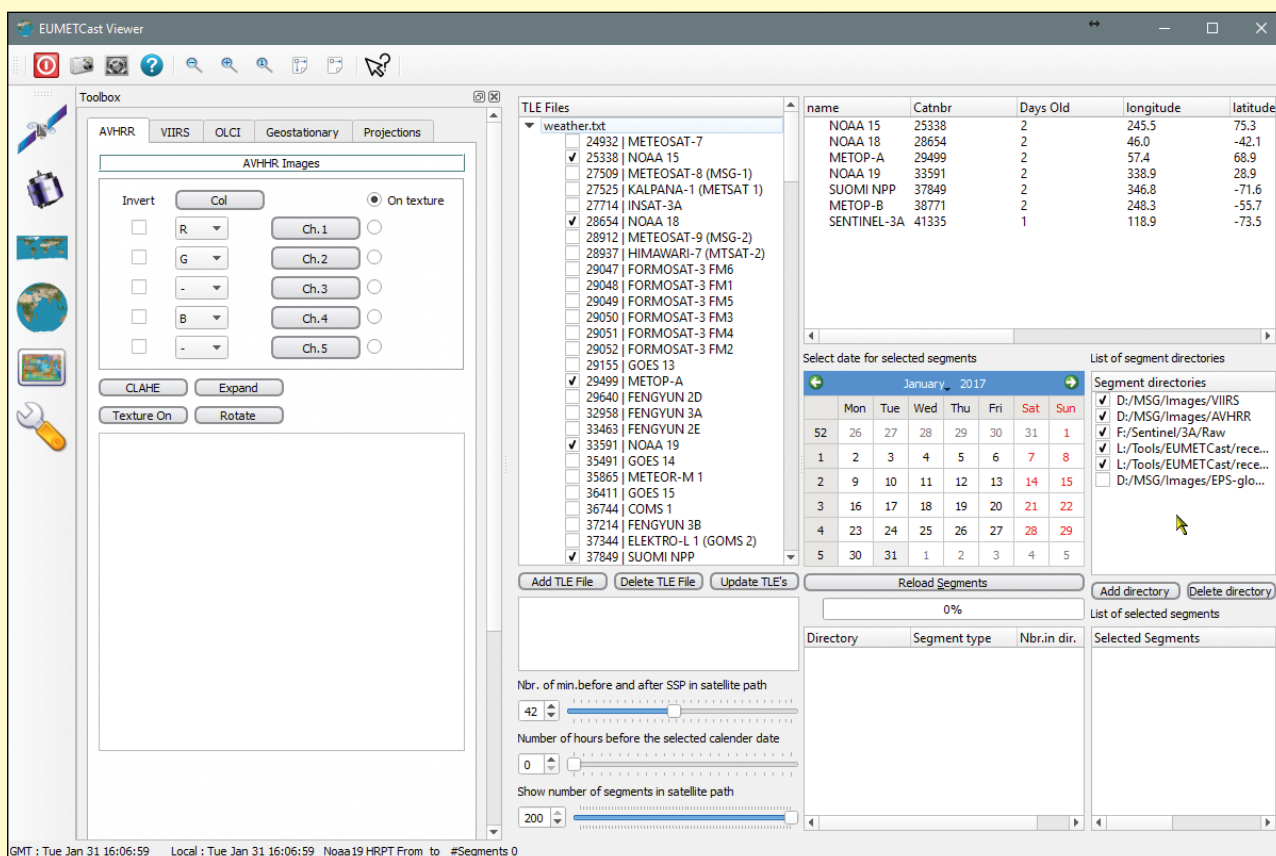 EUMETCast Viewer
Toolbox
AVHRR VIIRS OLCI Geostationary Projections
AVHHR Images
Invert Col On texture
R Ch.1
G Ch.2
- Ch.3
B Ch.4
- Ch.5
CLAHE Expand
Texture On Rotate
TLE Files
weather.txt
24932 | METEOSAT-7
25338 | NOAA 15
27509 | METEOSAT-8 (MSG-1)
27525 | KALPANA-1 (METSAT 1)
27714 | INSAT-3A
28654 | NOAA 18
28912 | METEOSAT-9 (MSG-2)
28937 | HIMAWARI-7 (MTSAT-2)
29047 | FORMOSAT-3 FM6
29048 | FORMOSAT-3 FM1
29049 | FORMOSAT-3 FM5
29050 | FORMOSAT-3 FM3
29051 | FORMOSAT-3 FM4
29052 | FORMOSAT-3 FM2
29155 | GOES 13
29499 | METOP-A
29640 | FENGYUN 2D
32958 | FENGYUN 3A
33463 | FENGYUN 2E
33591 | NOAA 19
35491 | GOES 14
35865 | METEOR-M 1
36411 | GOES 15
36744 | COMS 1
37214 | FENGYUN 3B
37344 | ELEKTRO-L 1 (GOMS 2)
37849 | SUOMI NPP
Add TLE File Delete TLE File Update TLE's
Nbr. of min.before and after SSP in satellite path
42
Number of hours before the selected calender date
0
Show number of segments in satellite path
200
name Catnbr Days Old longitude latitude
NOAA 15 25338 2 245.5 75.3
NOAA 18 28654 2 46.0 -42.1
METOP-A 29499 2 57.4 68.9
NOAA 19 33591 2 338.9 28.9
SUOMI NPP 37849 2 346.8 -71.6
METOP-B 38771 2 248.3 -55.7
SENTINEL-3A 41335 1 118.9 -73.5
Select date for selected segments
January, 2017
Mon Tue Wed Thu Fri Sat Sun
52 26 27 28 29 30 31 1
1 2 3 4 5 6 7 8
2 9 10 11 12 13 14 15
3 16 17 18 19 20 21 22
4 23 24 25 26 27 28 29
5 30 31 1 2 3 4 5
Reload Segments
0%
Directory Segment type Nbr.in dir.
List of segment directories
Segment directories
D:/MSG/Images/VIIRS
D:/MSG/Images/AVHRR
F:/Sentinel/3A/Raw
L:/Tools/EUMETCast/rece...
L:/Tools/EUMETCast/rece...
D:/MSG/Images/EPS-glo...
Add directory Delete directory
List of selected segments
Selected Segments
GMT : Tue Jan 31 16:06:59 Local : Tue Jan 31 16:06:59 Noaa19 HRPT From to #Segments 0